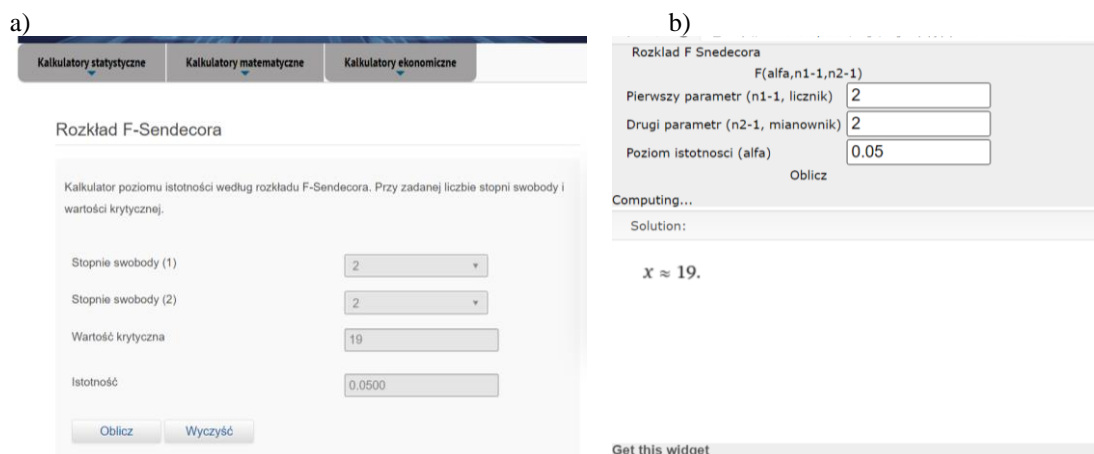 a)
b)
Kalkulatory statystyczne
Kalkulatory matematyczne
Kalkulatory ekonomiczne
Rozkład F-Sendecora
Kalkulator poziomu istotności według rozkładu F-Sendecora. Przy zadanej liczbie stopni swobody i
wartości krytycznej.
Stopnie swobody (1)
2
Stopnie swobody (2)
2
Wartość krytyczna
19
Istotność
0.0500
Oblicz
Wyczyść
Rozklad F Snedecora
F(alfa,n1-1,n2-1)
Pierwszy parametr (n1-1, licznik) 2
Drugi parametr (n2-1, mianownik) 2
Poziom istotnosci (alfa) 0.05
Oblicz
Computing...
Solution:
x ≈ 19.
Get this widget